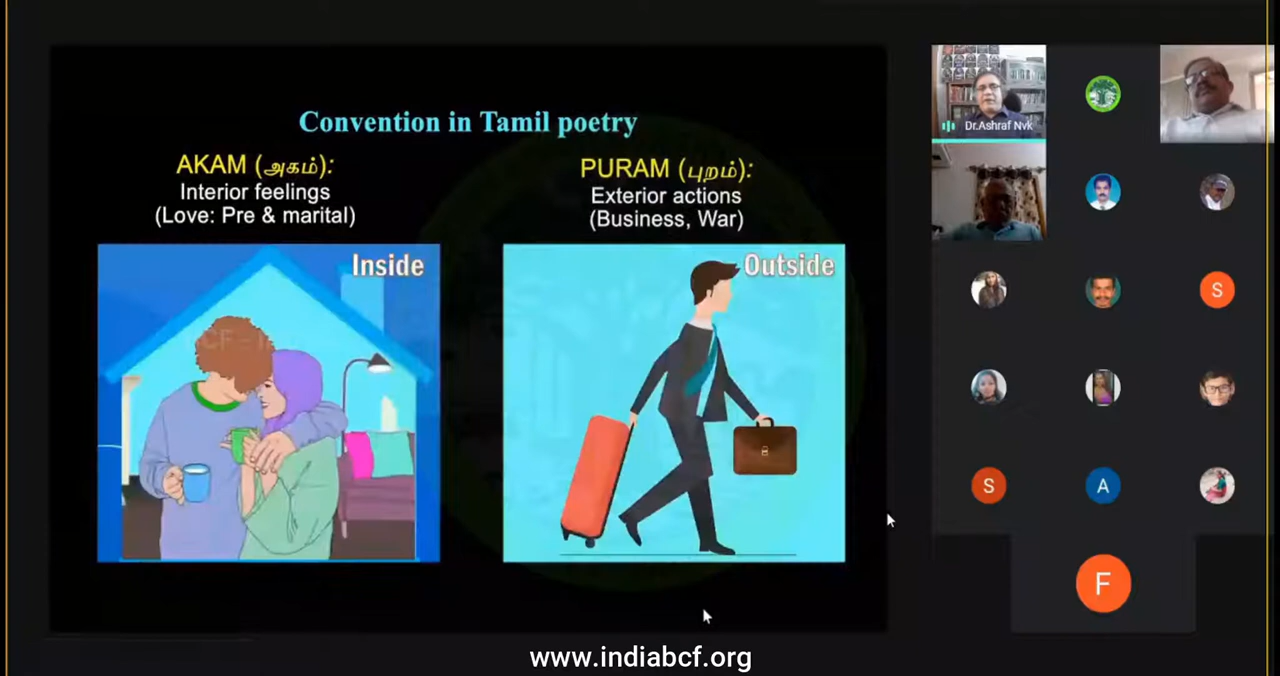 Convention in Tamil poetry
AKAM (அகம்):
Interior feelings
(Love: Pre & marital)
PURAM (புறம்):
Exterior actions
(Business, War)
Inside
Outside
Dr.Ashraf Nvk
S
S
A
F
www.indiabcf.org